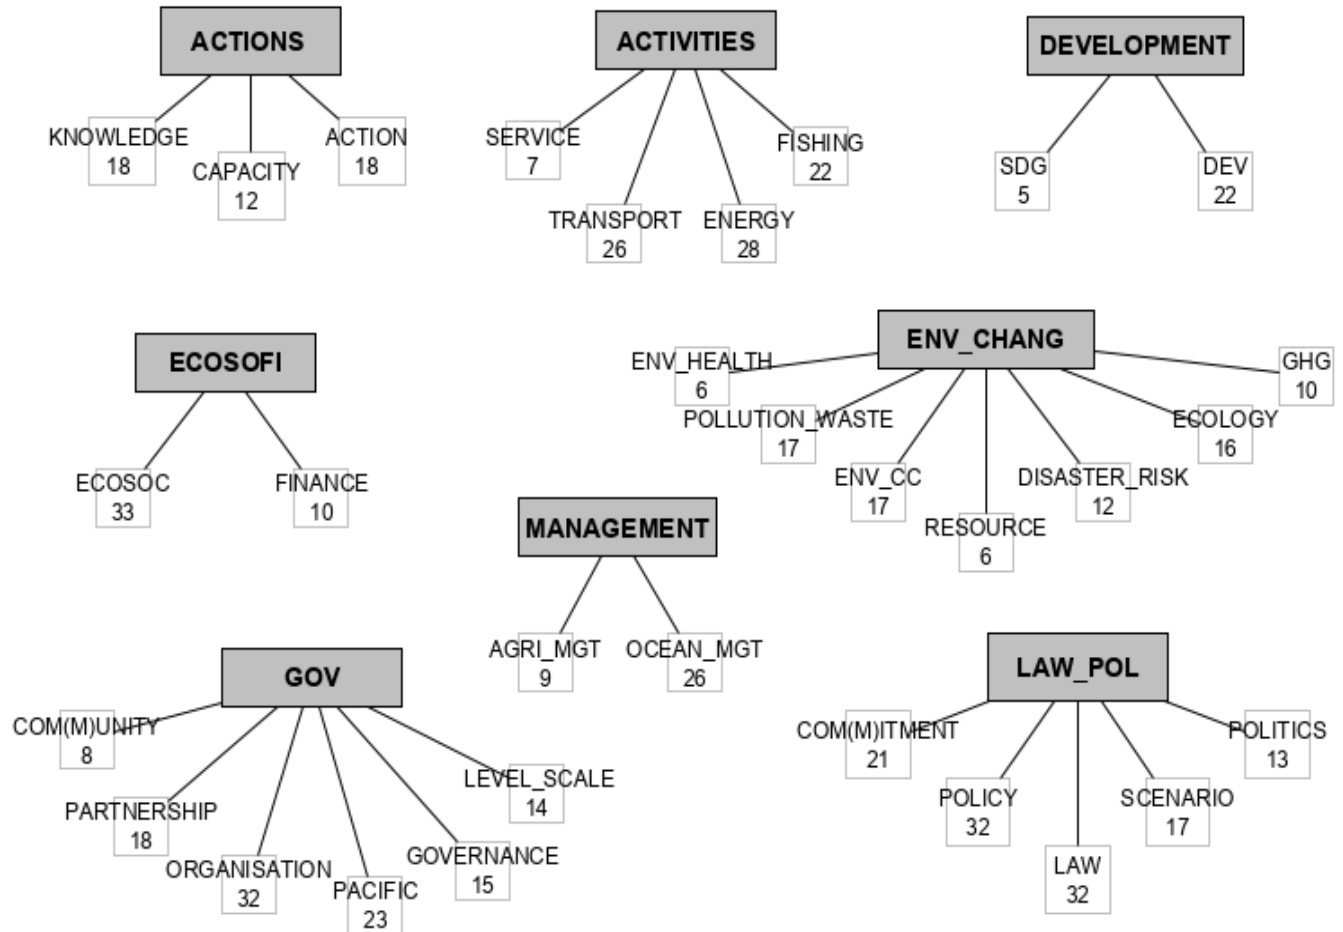 ACTIONS
KNOWLEDGE
18
CAPACITY
12
ACTION
18
ACTIVITIES
SERVICE
7
TRANSPORT
26
ENERGY
28
FISHING
22
DEVELOPMENT
SDG
5
DEV
22
ECOSOFI
ECOSOC
33
FINANCE
10
ENV_CHANG
ENV_HEALTH
6
POLLUTION_WASTE
17
ENV_CC
17
RESOURCE
6
DISASTER_RISK
12
ECOLOGY
16
GHG
10
MANAGEMENT
AGRI_MGT
9
OCEAN_MGT
26
GOV
COM(M)UNITY
8
PARTNERSHIP
18
ORGANISATION
32
PACIFIC
23
GOVERNANCE
15
LEVEL_SCALE
14
LAW_POL
COM(M)ITMENT
21
POLICY
32
LAW
32
SCENARIO
17
POLITICS
13